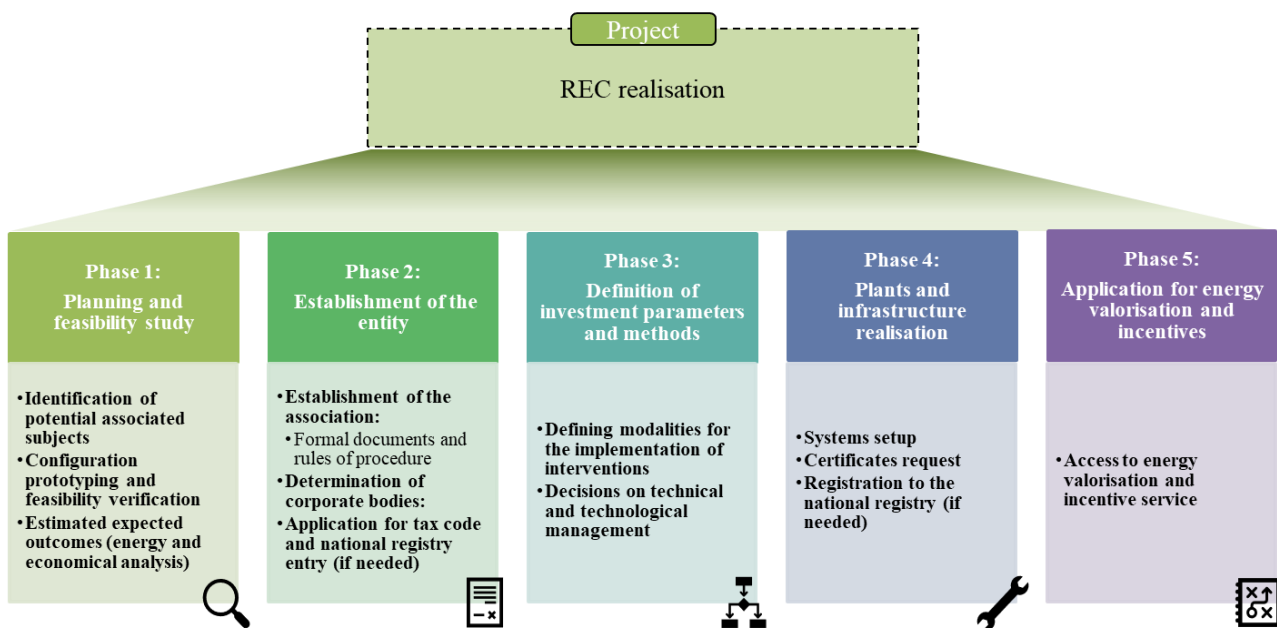 Project
REC realisation
Phase 1:
Planning and
feasibility study
•Identification of
potential associated
subjects
•Configuration
prototyping and
feasibility verification
•Estimated expected
outcomes (energy and
economical analysis)
Phase 2:
Establishment of the
entity
•Establishment of the
association:
•Formal documents and
rules of procedure
•Determination of
corporate bodies:
•Application for tax code
and national registry
entry (if needed)
Phase 3:
Definition of
investment parameters
and methods
•Defining modalities for
the implementation of
interventions
•Decisions on technical
and technological
management
Phase 4:
Plants and
infrastructure
realisation
•Systems setup
•Certificates request
•Registration to the
national registry (if
needed)
Phase 5:
Application for energy
valorisation and
incentives
•Access to energy
valorisation and
incentive service